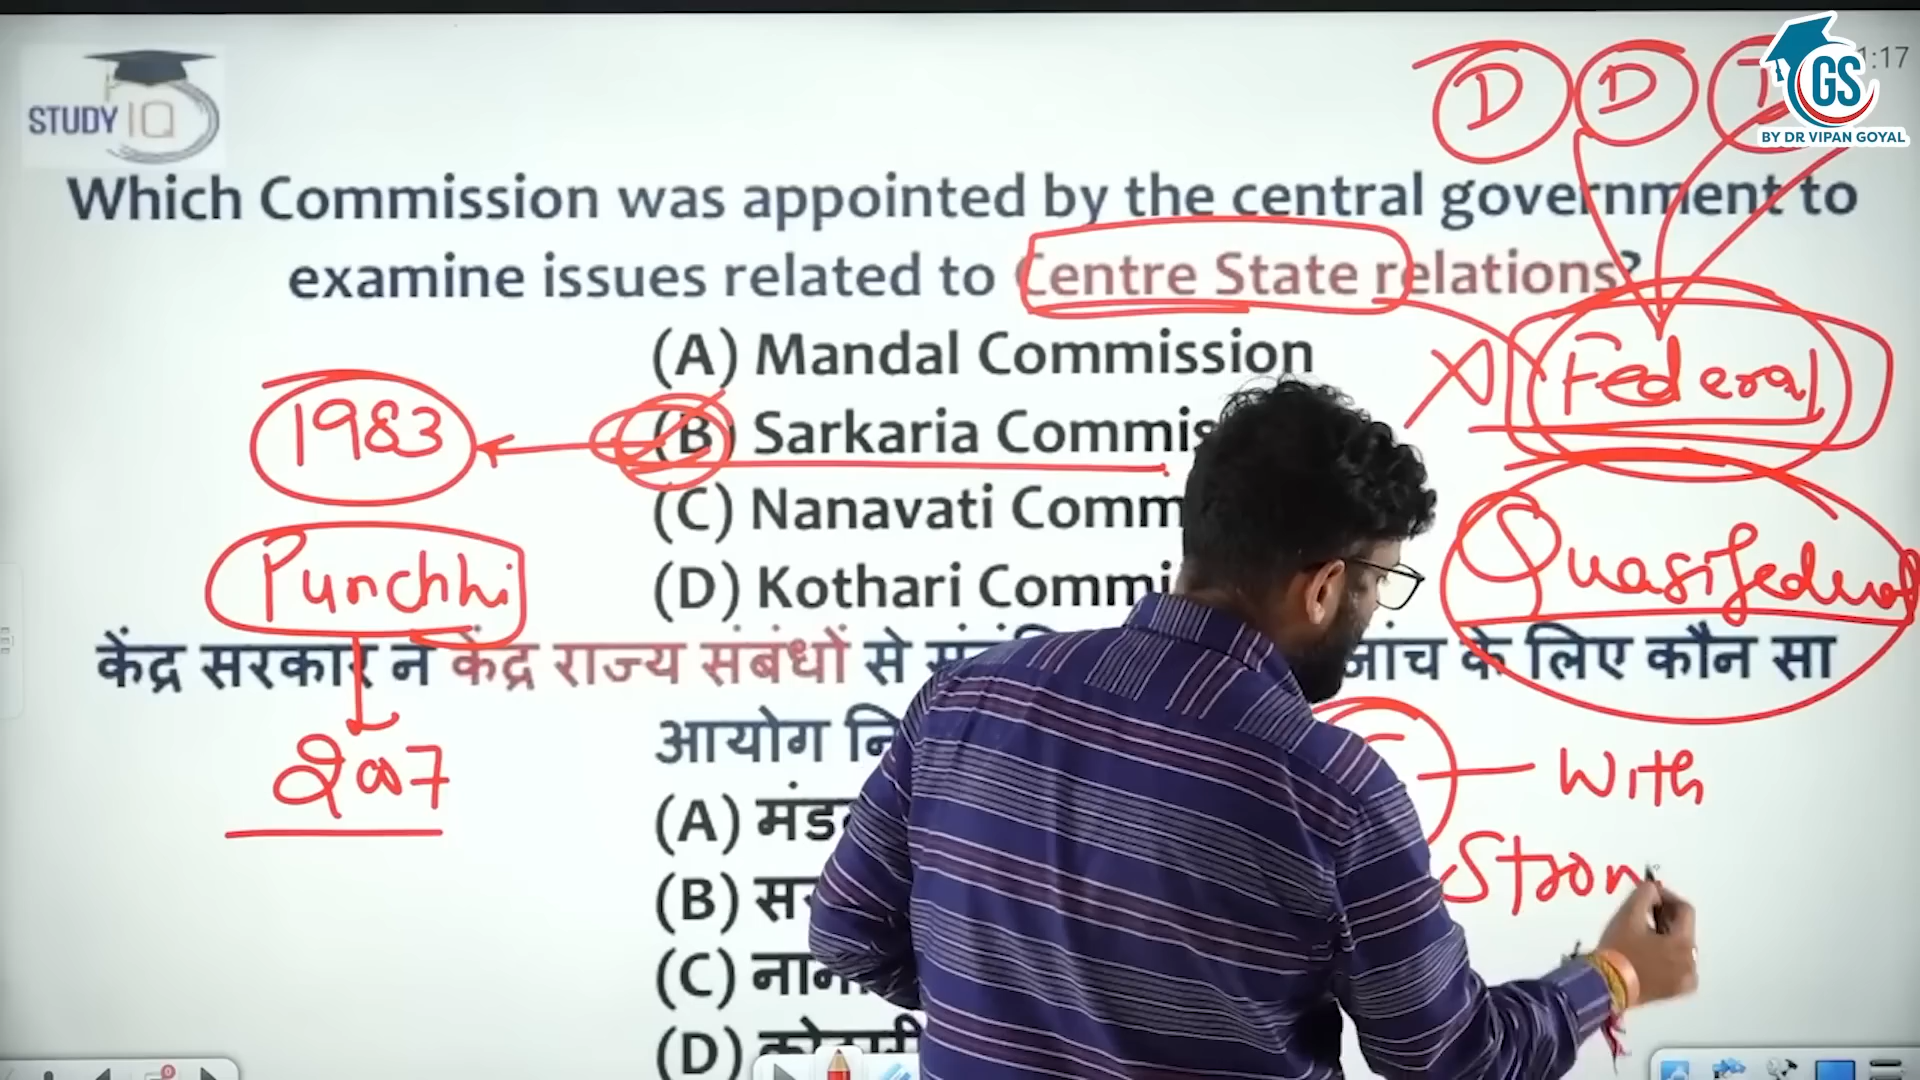 STUDY IQ
D D
:17
GS
BY DR VIPAN GOYAL
Which Commission was appointed by the central government to
examine issues related to Centre State relations?
(A) Mandal Commission
Federal
1983
(B) Sarkaria Commis
(C) Nanavati Comm
Quasifederal
Punchhi
(D) Kothari Commi
केंद्र सरकार ने केंद्र राज्य संबंधों से जांच के लिए कौन सा
आयोग
With
2007
(A)
Stron
(B)
(C)
(D)